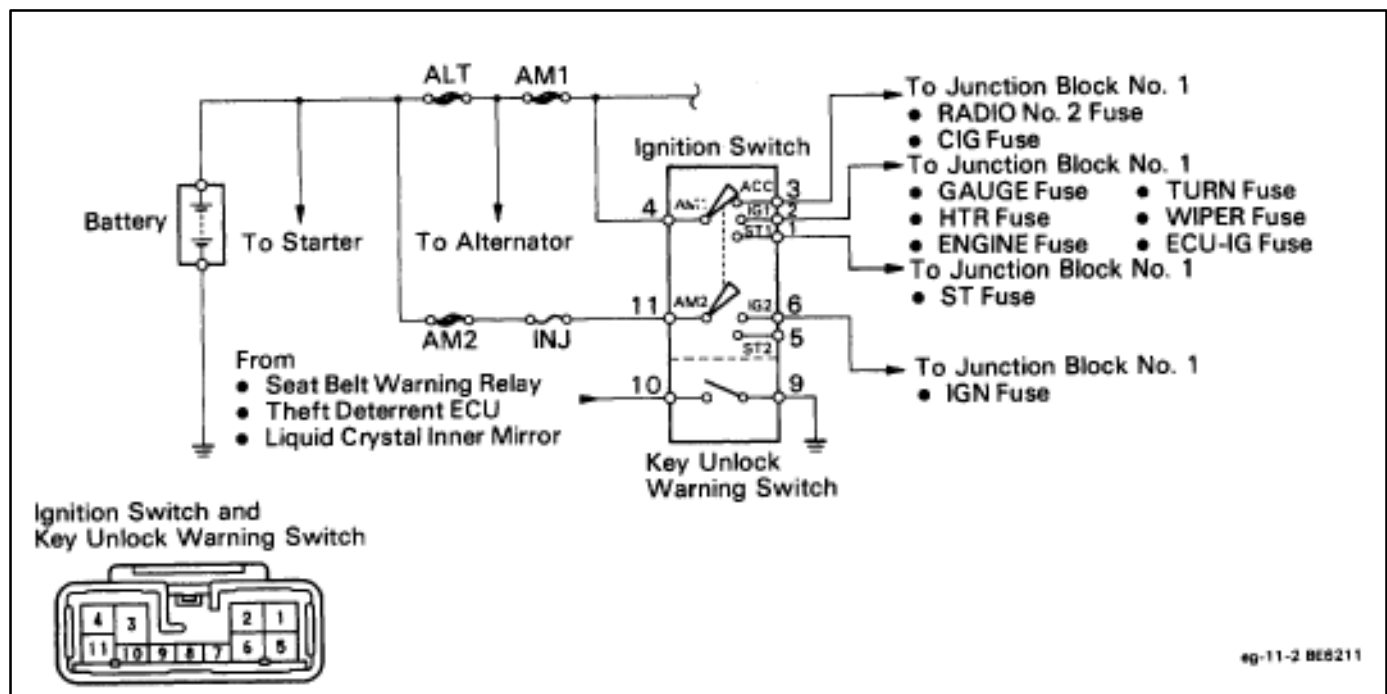 ALT AM1
To Junction Block No. 1
• RADIO No. 2 Fuse
• CIG Fuse
Ignition Switch
To Junction Block No. 1
• GAUGE Fuse • TURN Fuse
• HTR Fuse • WIPER Fuse
• ENGINE Fuse • ECU-IG Fuse
To Junction Block No. 1
• ST Fuse
4 AM1 ACC 3
IG1 2
ST1 1
Battery
To Starter
To Alternator
11 AM2 IG2 6
ST2 5
AM2 INJ
From
• Seat Belt Warning Relay
• Theft Deterrent ECU
• Liquid Crystal Inner Mirror
10 9
To Junction Block No. 1
• IGN Fuse
Key Unlock
Warning Switch
Ignition Switch and
Key Unlock Warning Switch
4 3 2 1
11 10 9 8 7 6 5
eg-11-2 BE6211